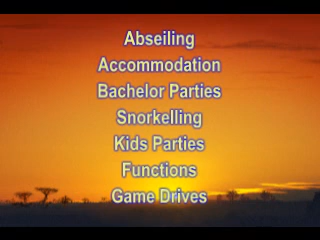 Abseiling
Accommodation
Bachelor Parties
Snorkelling
Kids Parties
Functions
Game Drives